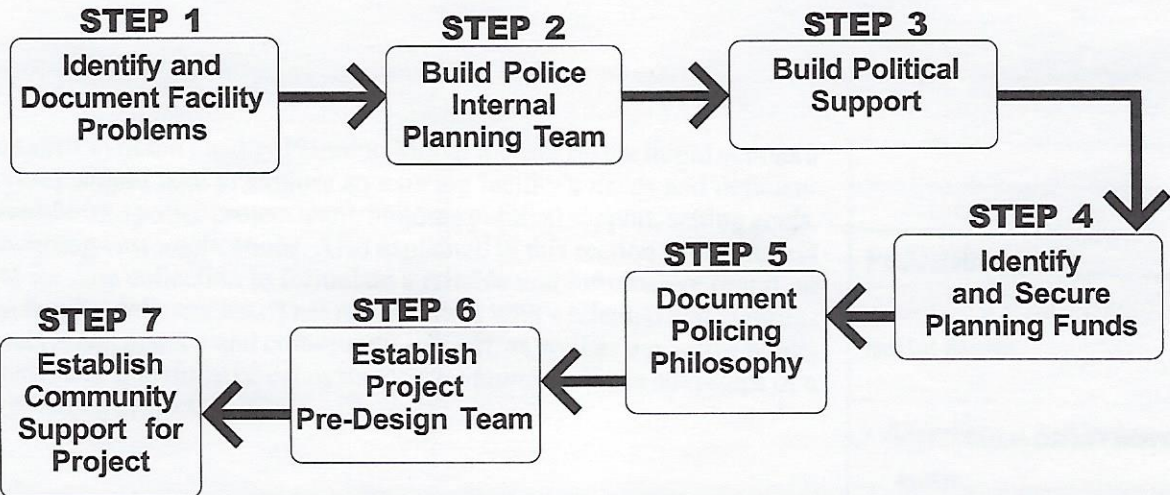 STEP 1
Identify and
Document Facility
Problems
STEP 2
Build Police
Internal
Planning Team
STEP 3
Build Political
Support
STEP 4
Identify
and Secure
Planning Funds
STEP 5
Document
Policing
Philosophy
STEP 6
Establish
Project
Pre-Design Team
STEP 7
Establish
Community
Support for
Project